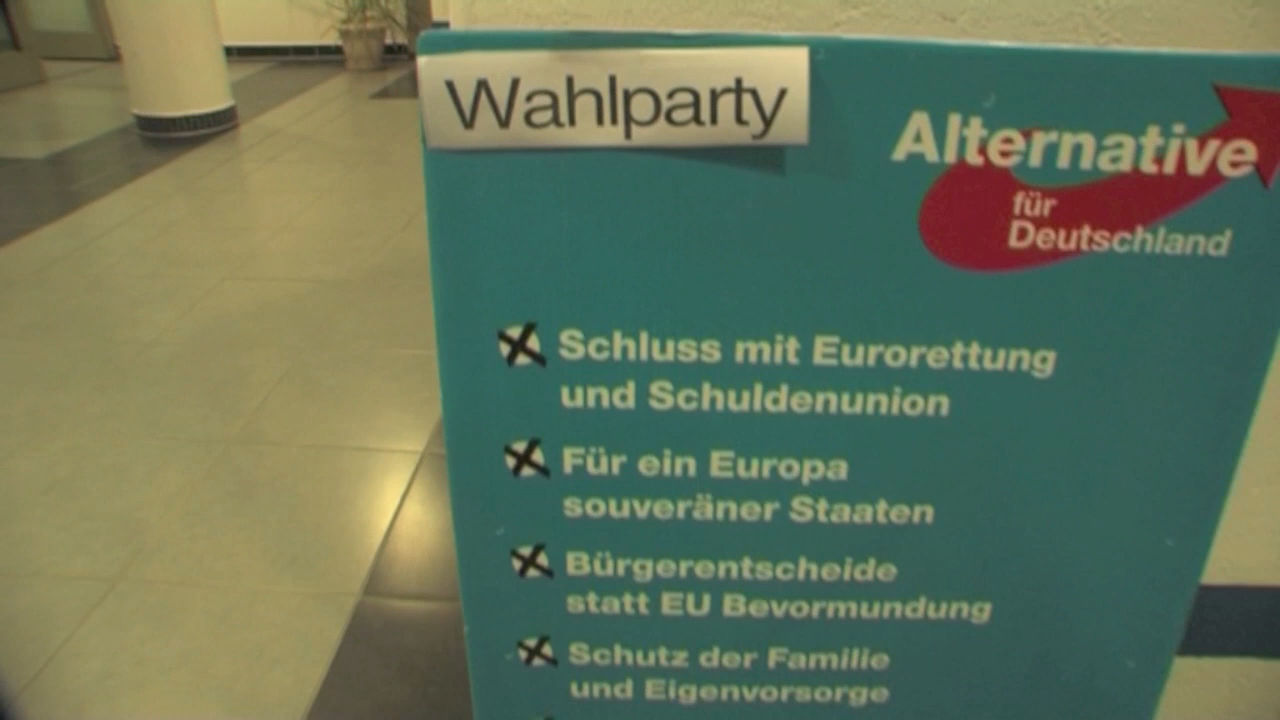 Wahlparty
Alternative
für
Deutschland
Schluss mit Eurorettung
und Schuldenunion
Für ein Europa
souveräner Staaten
Bürgerentscheide
statt EU Bevormundung
Schutz der Familie
und Eigenvorsorge